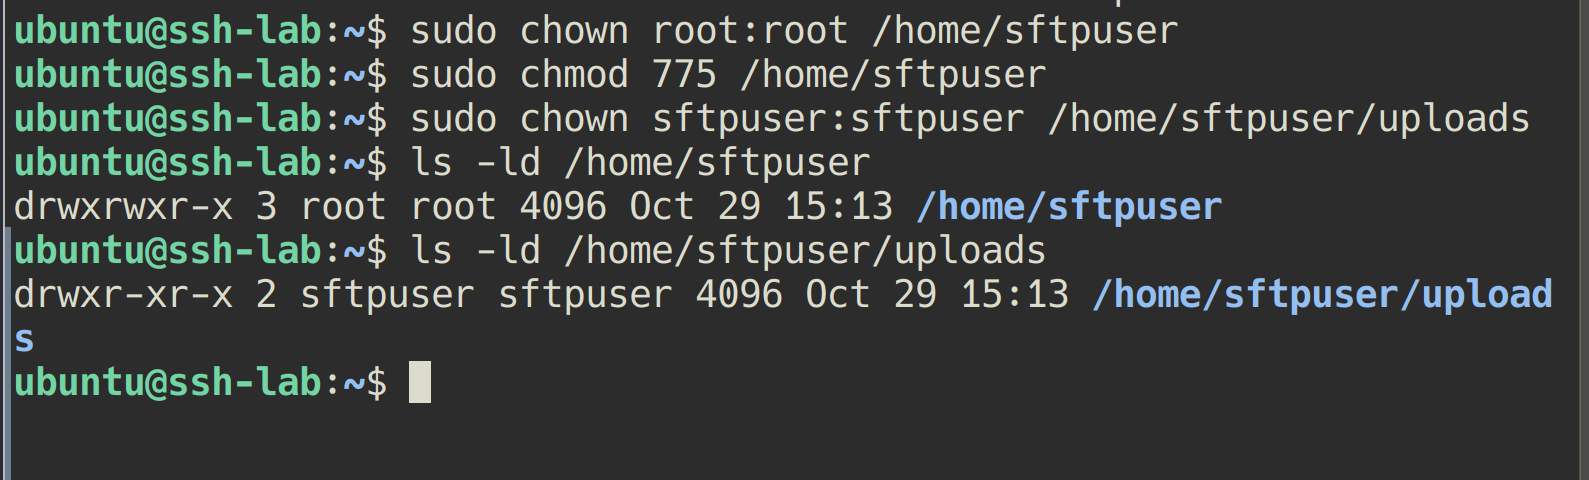 ubuntu@ssh-lab:~$ sudo chown root:root /home/sftpuser
ubuntu@ssh-lab:~$ sudo chmod 775 /home/sftpuser
ubuntu@ssh-lab:~$ sudo chown sftpuser:sftpuser /home/sftpuser/uploads
ubuntu@ssh-lab:~$ ls -ld /home/sftpuser
drwxrwxr-x 3 root root 4096 Oct 29 15:13 /home/sftpuser
ubuntu@ssh-lab:~$ ls -ld /home/sftpuser/uploads
drwxr-xr-x 2 sftpuser sftpuser 4096 Oct 29 15:13 /home/sftpuser/upload
s
ubuntu@ssh-lab:~$